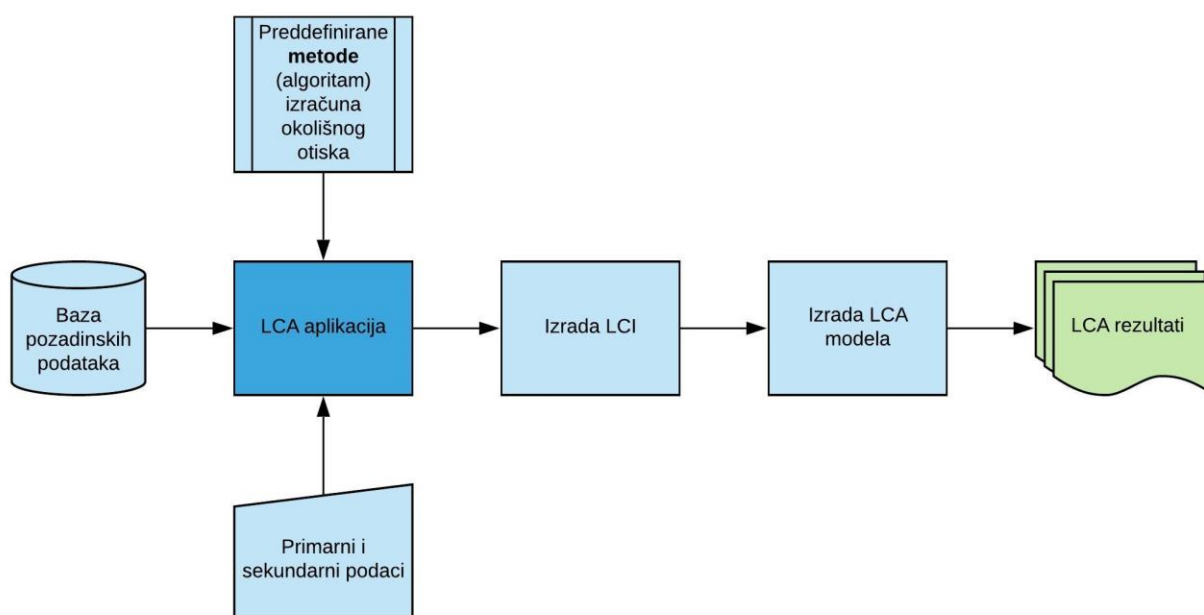 Preddefinirane
metode
(algoritam)
izračuna
okolišnog
otiska
Baza
pozadinskih
podataka
LCA aplikacija
Izrada LCI
Izrada LCA
modela
LCA rezultati
Primarni i
sekundarni podaci